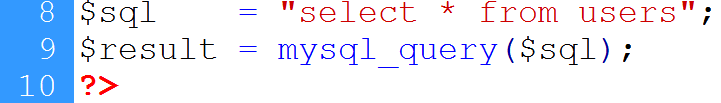 8 $sql    = "select * from users";
9 $result = mysql_query($sql);
10 ?>